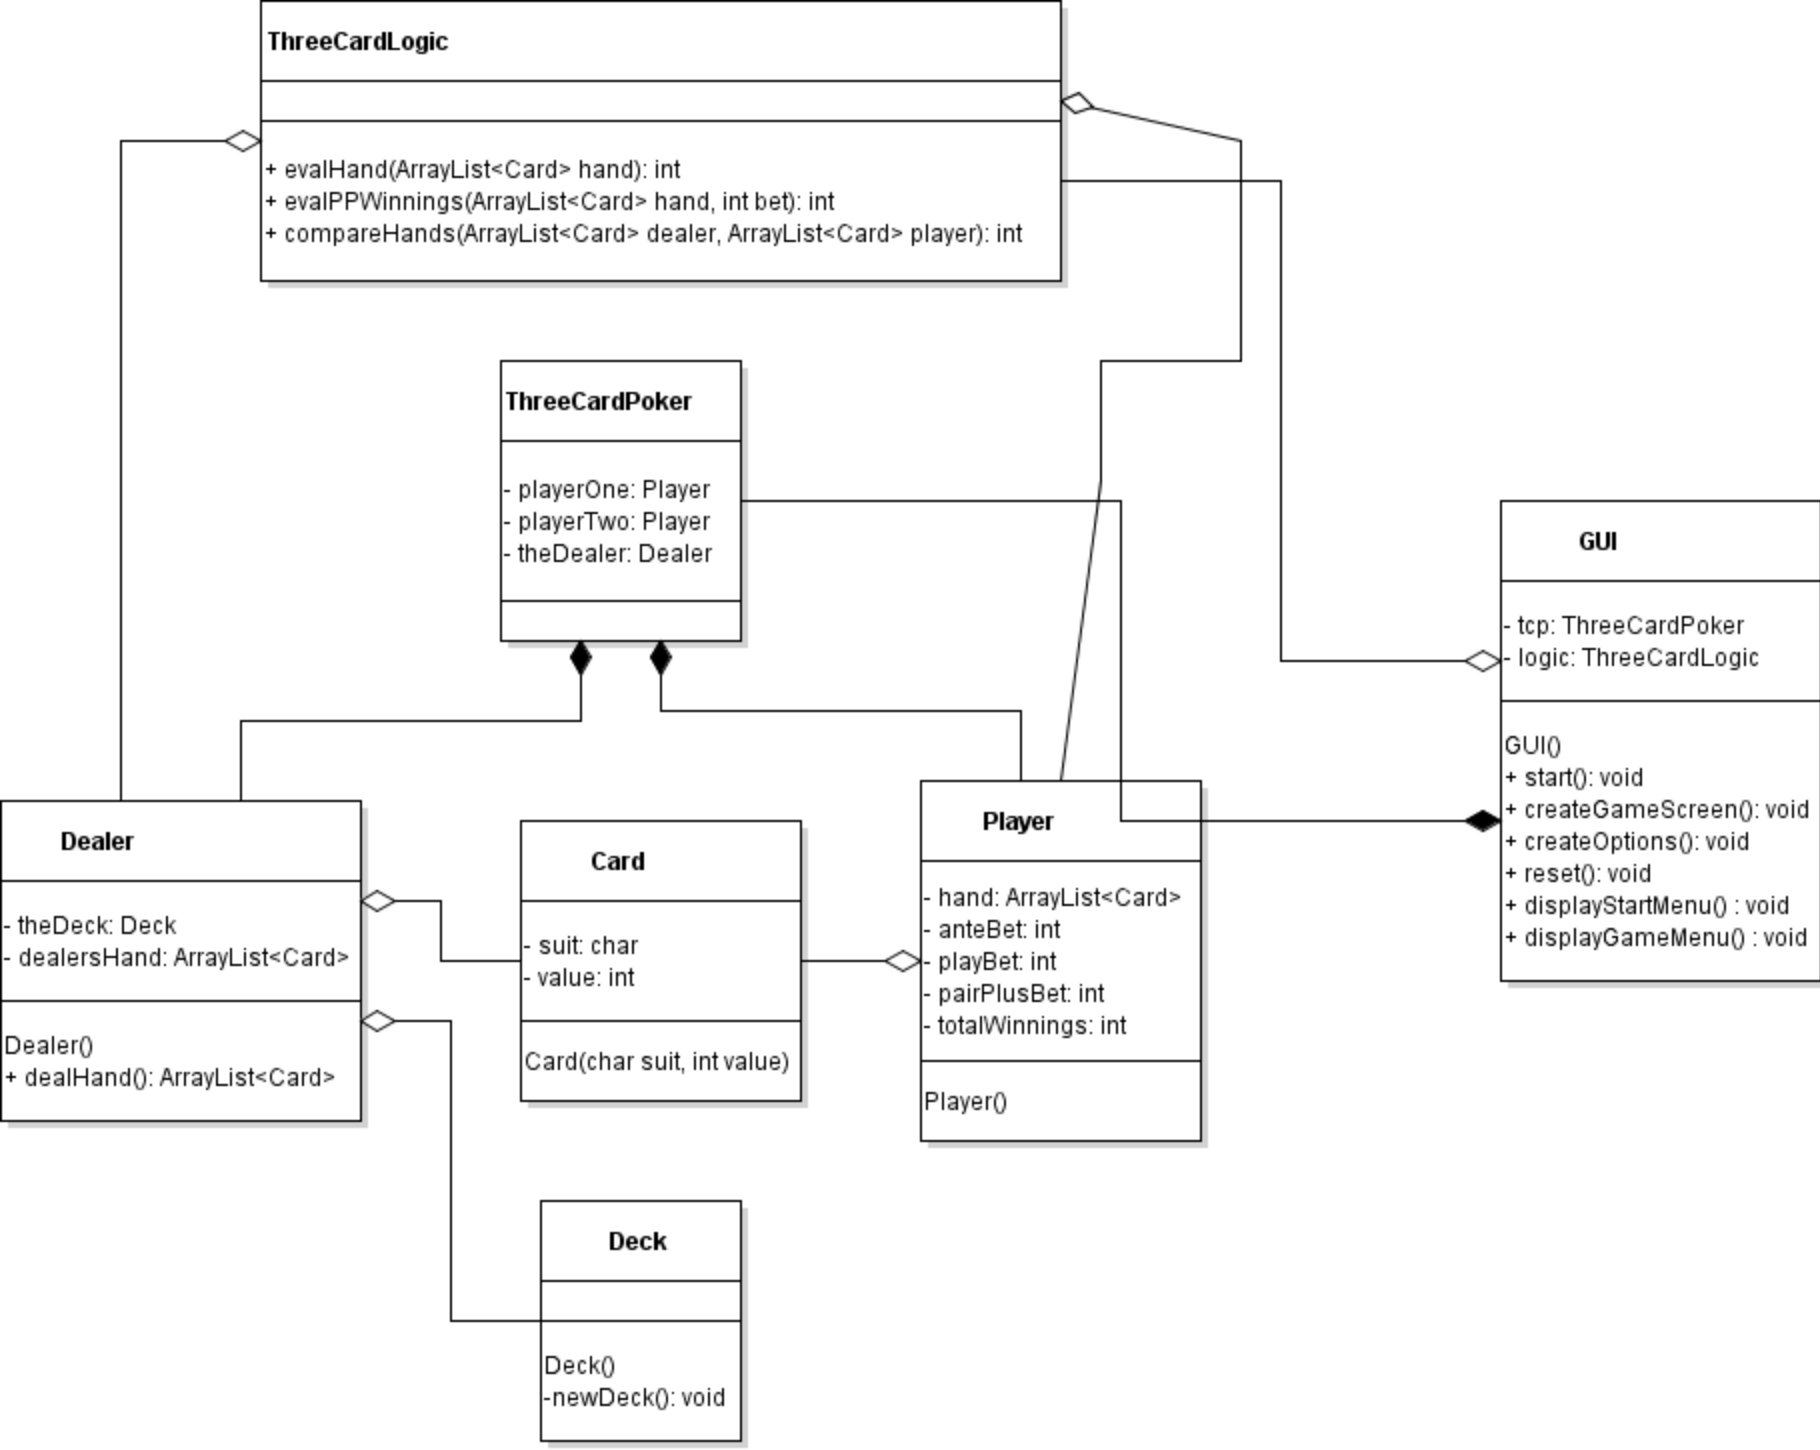 ThreeCardLogic
+ evalHand(ArrayList<Card> hand): int
+ evalPPWinnings(ArrayList<Card> hand, int bet): int
+ compareHands(ArrayList<Card> dealer, ArrayList<Card> player): int
ThreeCardPoker
- playerOne: Player
- playerTwo: Player
- theDealer: Dealer
GUI
- tcp: ThreeCardPoker
- logic: ThreeCardLogic
GUI()
+ start(): void
+ createGameScreen(): void
+ createOptions(): void
+ reset(): void
+ displayStartMenu() : void
+ displayGameMenu() : void
Dealer
- theDeck: Deck
- dealersHand: ArrayList<Card>
Dealer()
+ dealHand(): ArrayList<Card>
Card
- suit: char
- value: int
Card(char suit, int value)
Player
- hand: ArrayList<Card>
- anteBet: int
- playBet: int
- pairPlusBet: int
- totalWinnings: int
Player()
Deck
Deck()
-newDeck(): void